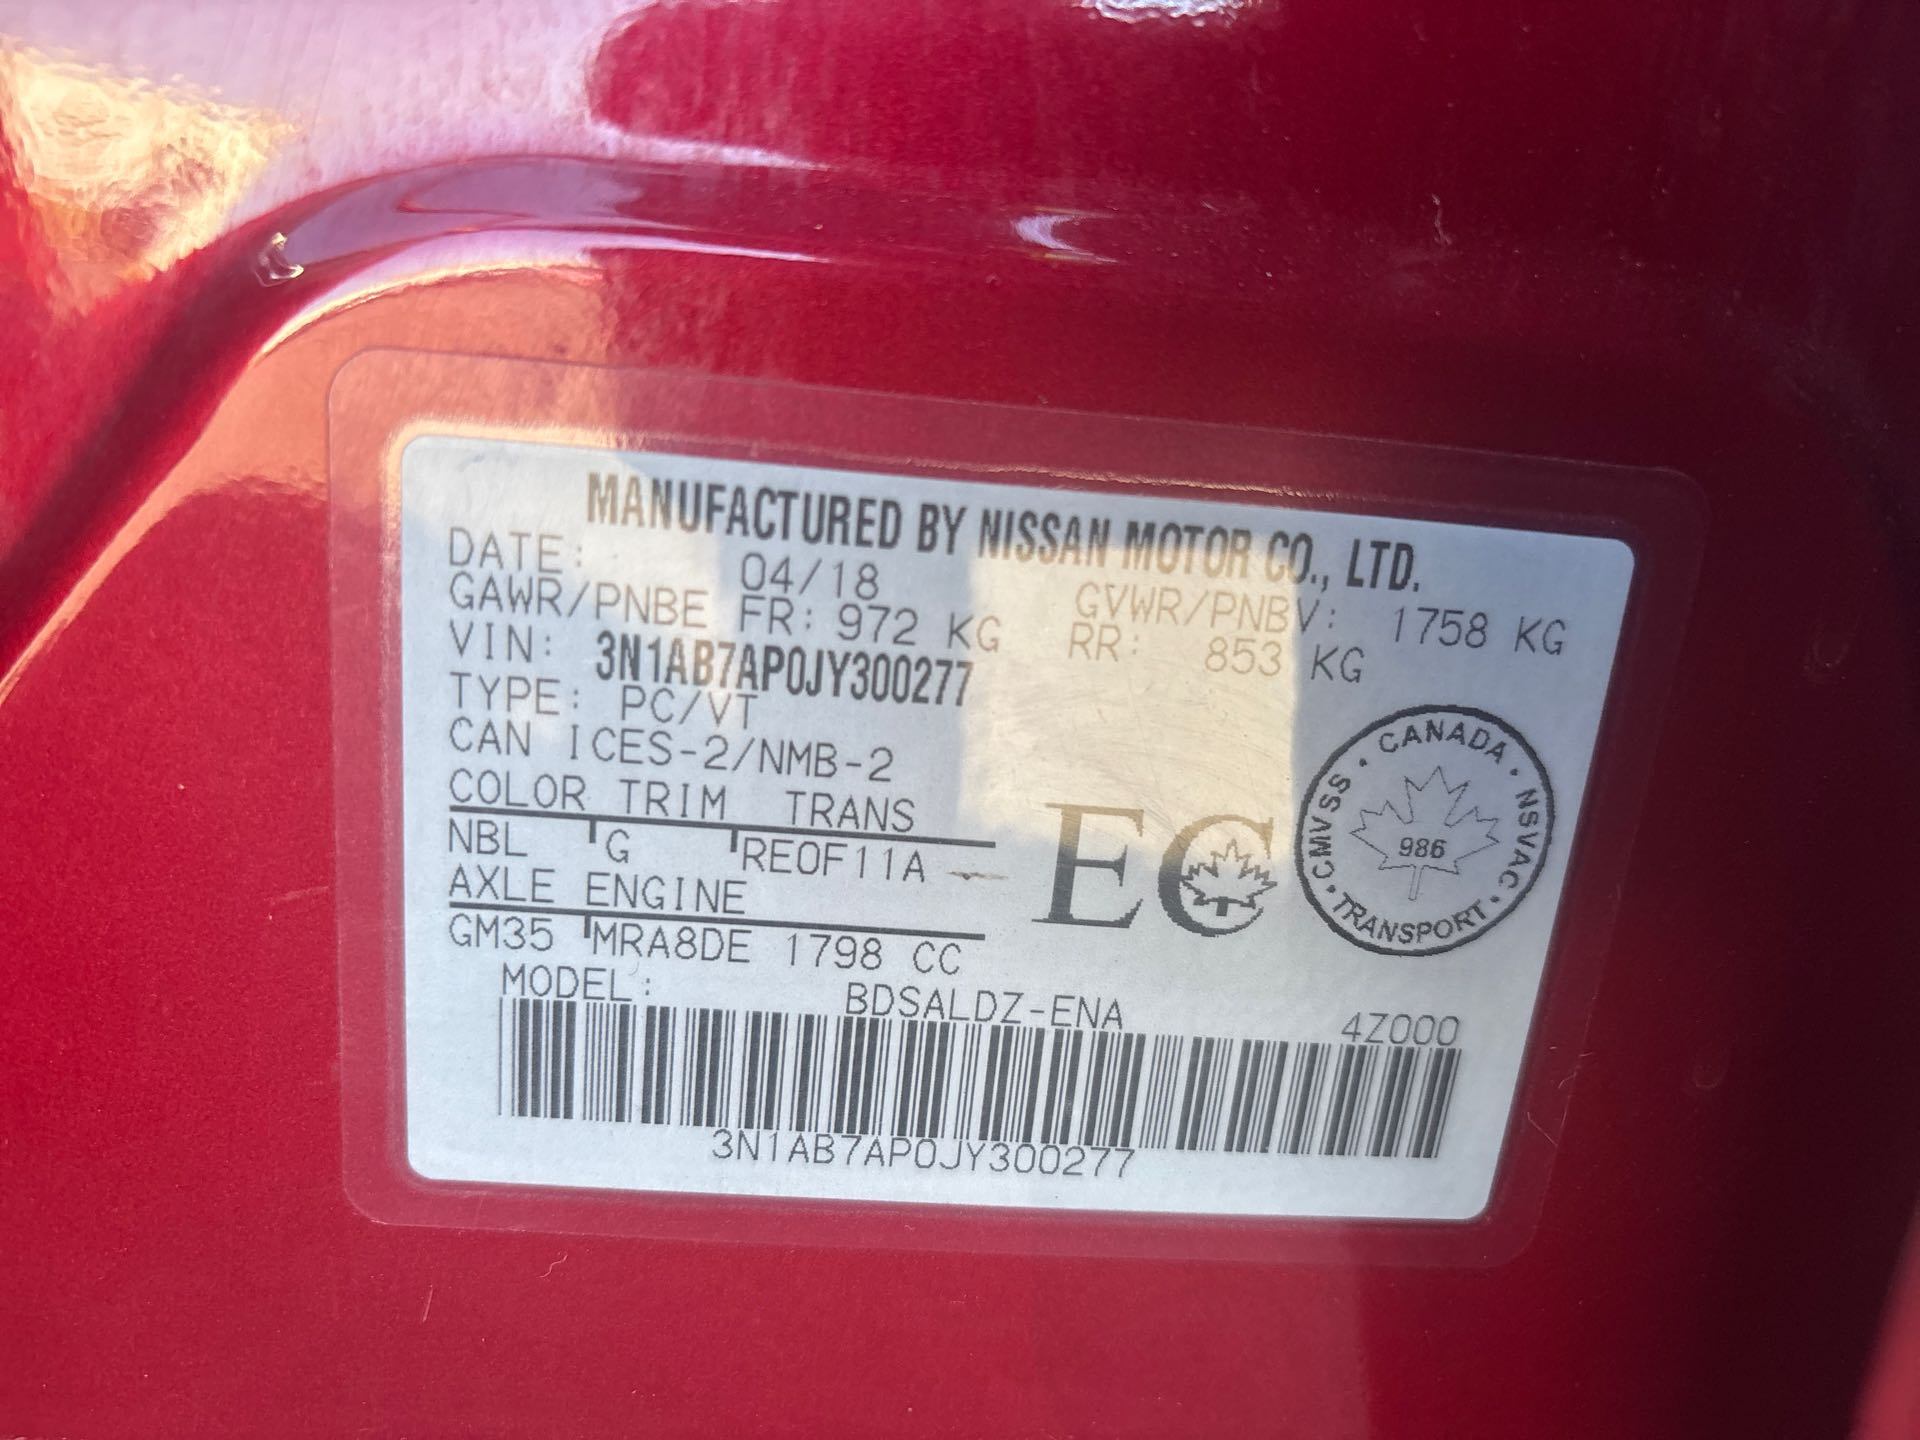 MANUFACTURED BY NISSAN MOTOR CO., LTD.
DATE: 04/18 GVWR/PNBV: 1758 KG
GAWR/PNBE FR: 972 KG RR: 853 KG
VIN: 3N1AB7AP0JY300277
TYPE: PC/VT
CAN ICES-2/NMB-2
COLOR TRIM TRANS
NBL G RE0F11A
AXLE ENGINE
GM35 MRA8DE 1798 CC
EC
CANADA · NSVAC · TRANSPORT · CMVSS ·
986
MODEL: BDSALDZ-ENA 4Z000
3N1AB7AP0JY300277